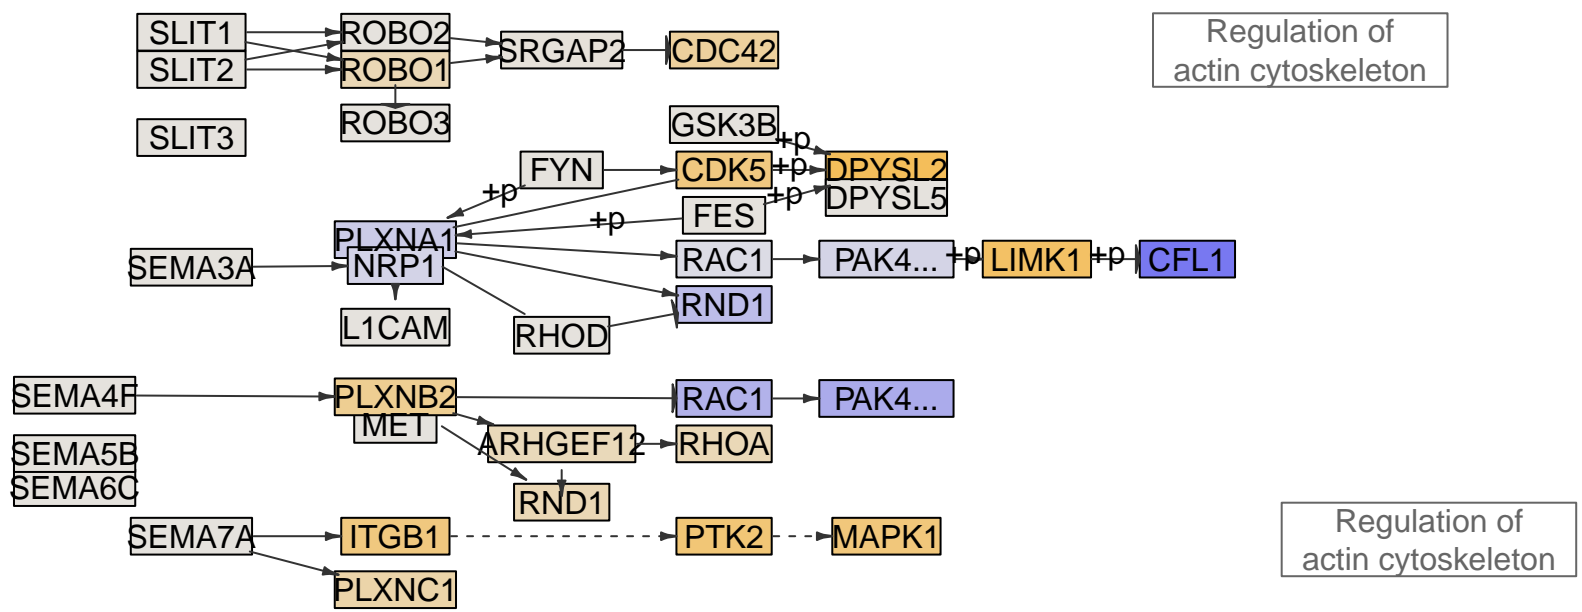 SLIT1
ROBO2
SRGAP2
CDC42
Regulation of
actin cytoskeleton
SLIT2
ROBO1
SLIT3
ROBO3
GSK3B
+p
FYN
CDK5
+p
DPYSL2
+p
FES
+p
DPYSL5
+p
PLXNA1
SEMA3A
NRP1
RAC1
PAK4...
+p
LIMK1
+p
CFL1
RND1
L1CAM
RHOD
SEMA4F
PLXNB2
RAC1
PAK4...
MET
ARHGEF12
RHOA
SEMA5B
SEMA6C
RND1
SEMA7A
ITGB1
PTK2
MAPK1
Regulation of
actin cytoskeleton
PLXNC1